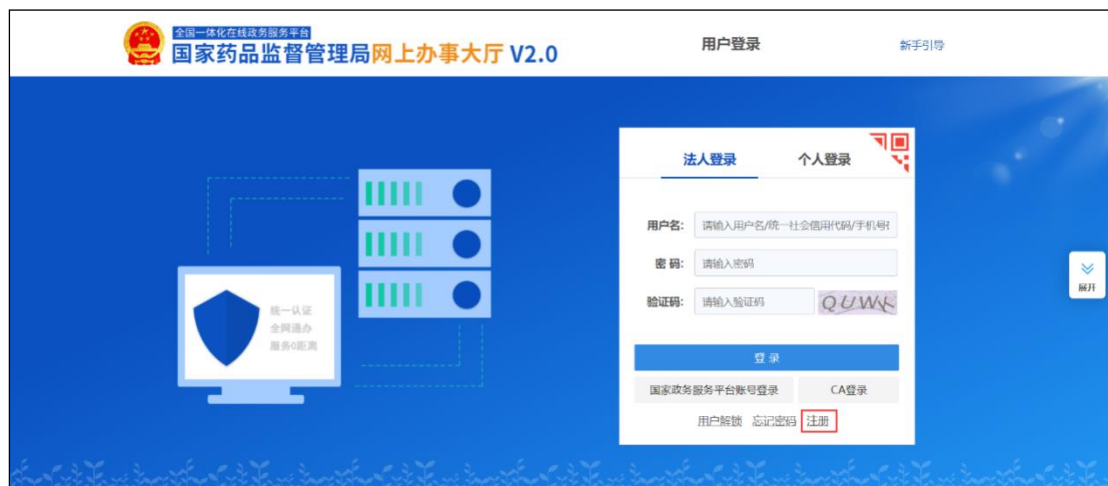 全国一体化在线政务服务平台
国家药品监督管理局网上办事大厅 V2.0
用户登录
新手引导
法人登录 个人登录
用户名: 请输入用户名/统一社会信用代码/手机号
密 码: 请输入密码
验证码: 请输入验证码 QUWK
登 录
国家政务服务平台账号登录 CA登录
用户解锁 忘记密码 注册
统一认证
全网通办
服务0距离
展开